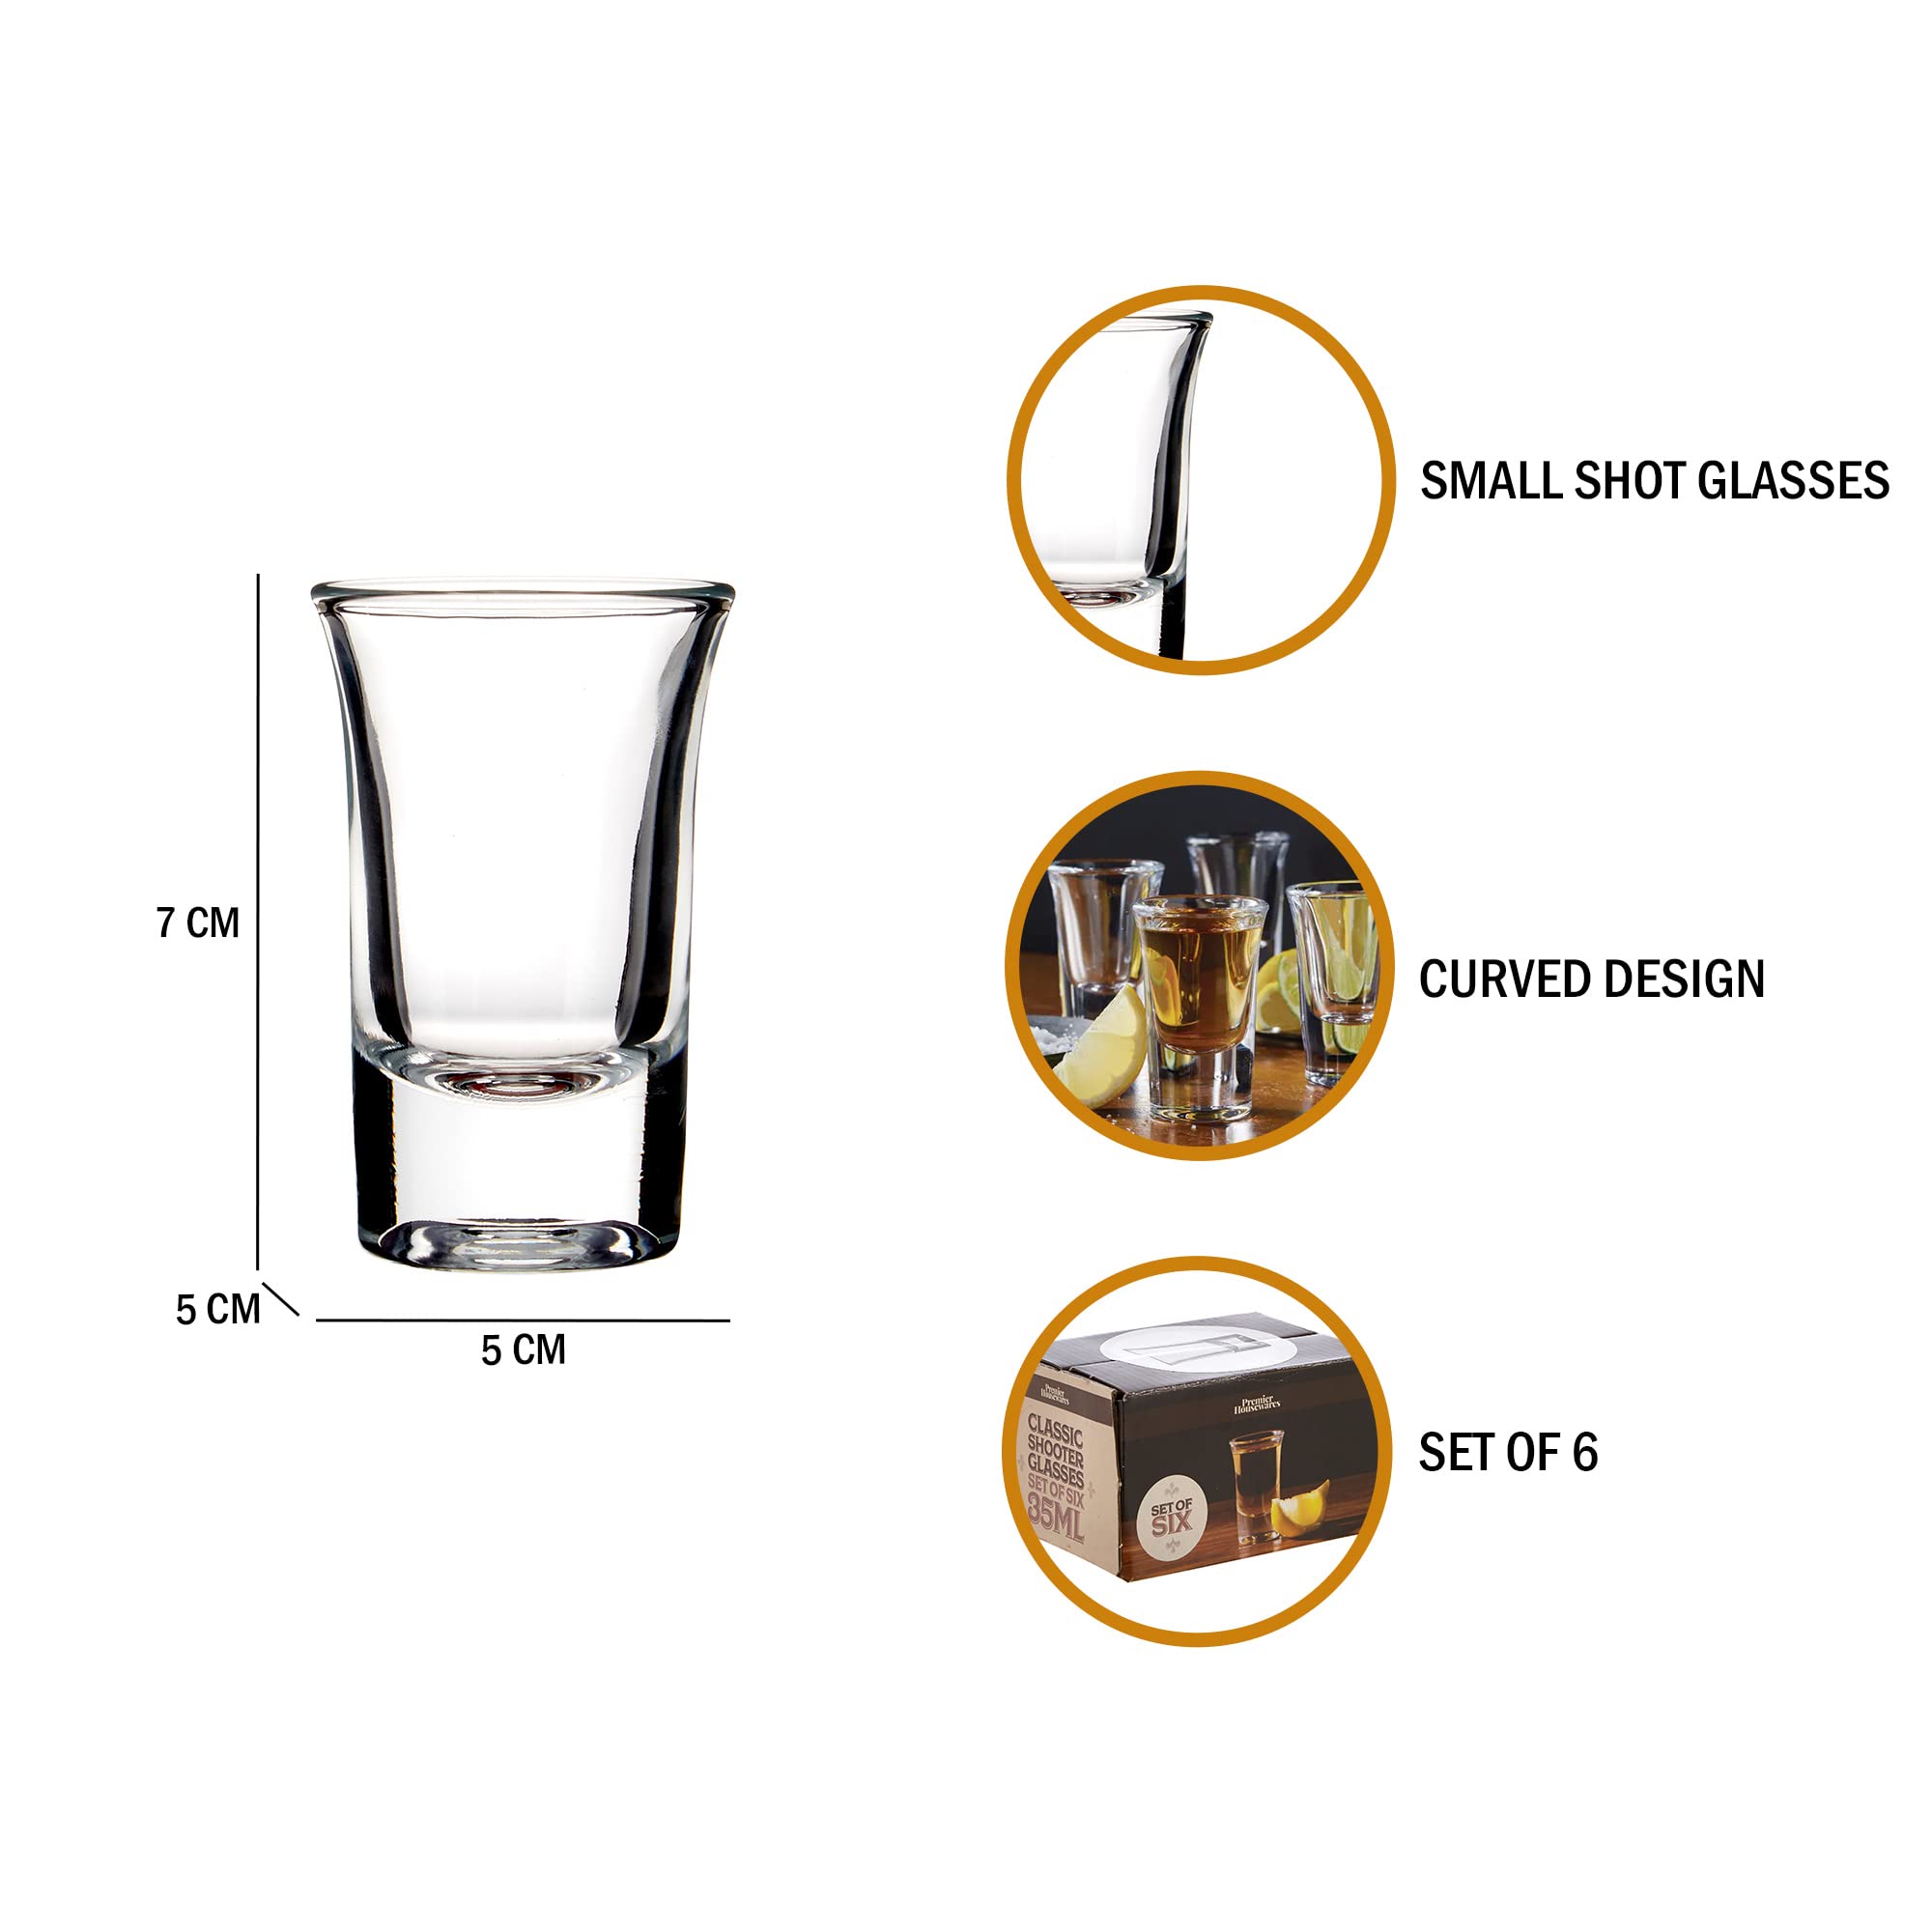 SMALL SHOT GLASSES
7 CM
5 CM
5 CM
CURVED DESIGN
Premier
Housewares
CLASSIC
SHOOTER
GLASSES
SET OF SIX
35ML
Premier
Housewares
SET OF
SIX
SET OF 6